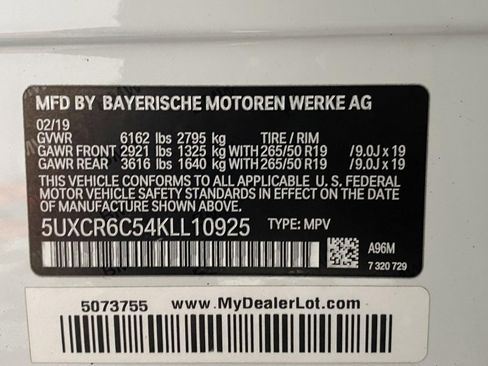 MFD BY BAYERISCHE MOTOREN WERKE AG
02/19
GVWR 6162 lbs 2795 kg TIRE / RIM
GAWR FRONT 2921 lbs 1325 kg WITH 265/50 R19 /9.0J x 19
GAWR REAR 3616 lbs 1640 kg WITH 265/50 R19 /9.0J x 19
THIS VEHICLE CONFORMS TO ALL APPLICABLE U. S. FEDERAL
MOTOR VEHICLE SAFETY STANDARDS IN EFFECT ON THE DATE
OF MANUFACTURE SHOWN ABOVE.
5UXCR6C54KLL10925 TYPE: MPV
A96M
7 320 729
5073755 www.MyDealerLot.com